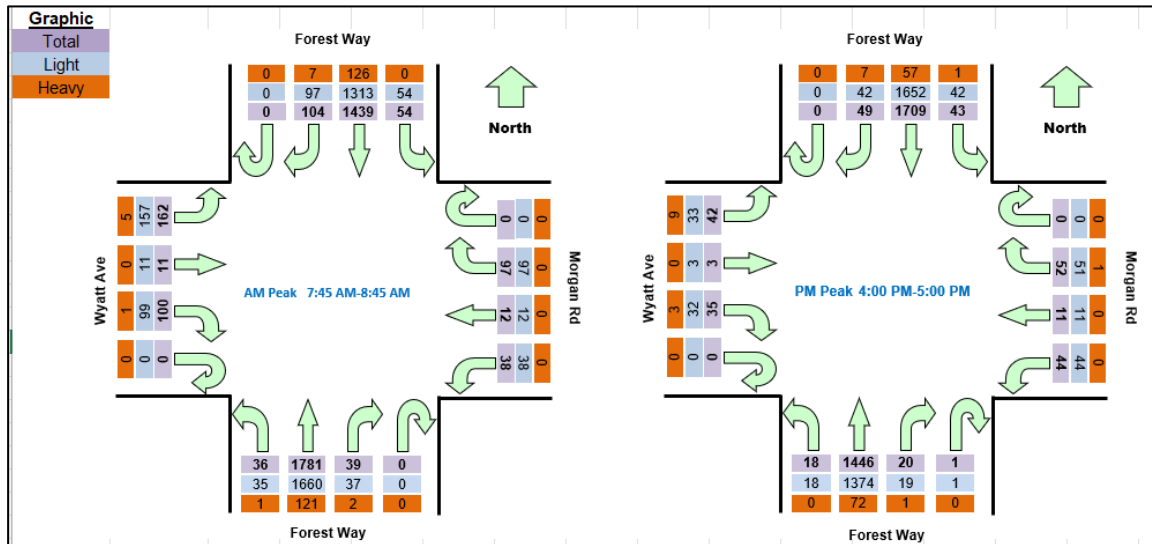 Graphic
Total
Light
Heavy
Forest Way
0 7 126 0
0 97 1313 54
0 104 1439 54
North
Wyatt Ave
5 157 162
0 11 11
1 99 100
0 0 0
AM Peak 7:45 AM-8:45 AM
0 0 0
97 97 0
12 12 0
38 38 0
Morgan Rd
36 1781 39 0
35 1660 37 0
1 121 2 0
Forest Way
Forest Way
0 7 57 1
0 42 1652 42
0 49 1709 43
North
Wyatt Ave
9 33 42
0 3 3
3 32 35
0 0 0
PM Peak 4:00 PM-5:00 PM
0 0 0
52 51 1
11 11 0
44 44 0
Morgan Rd
18 1446 20 1
18 1374 19 1
0 72 1 0
Forest Way